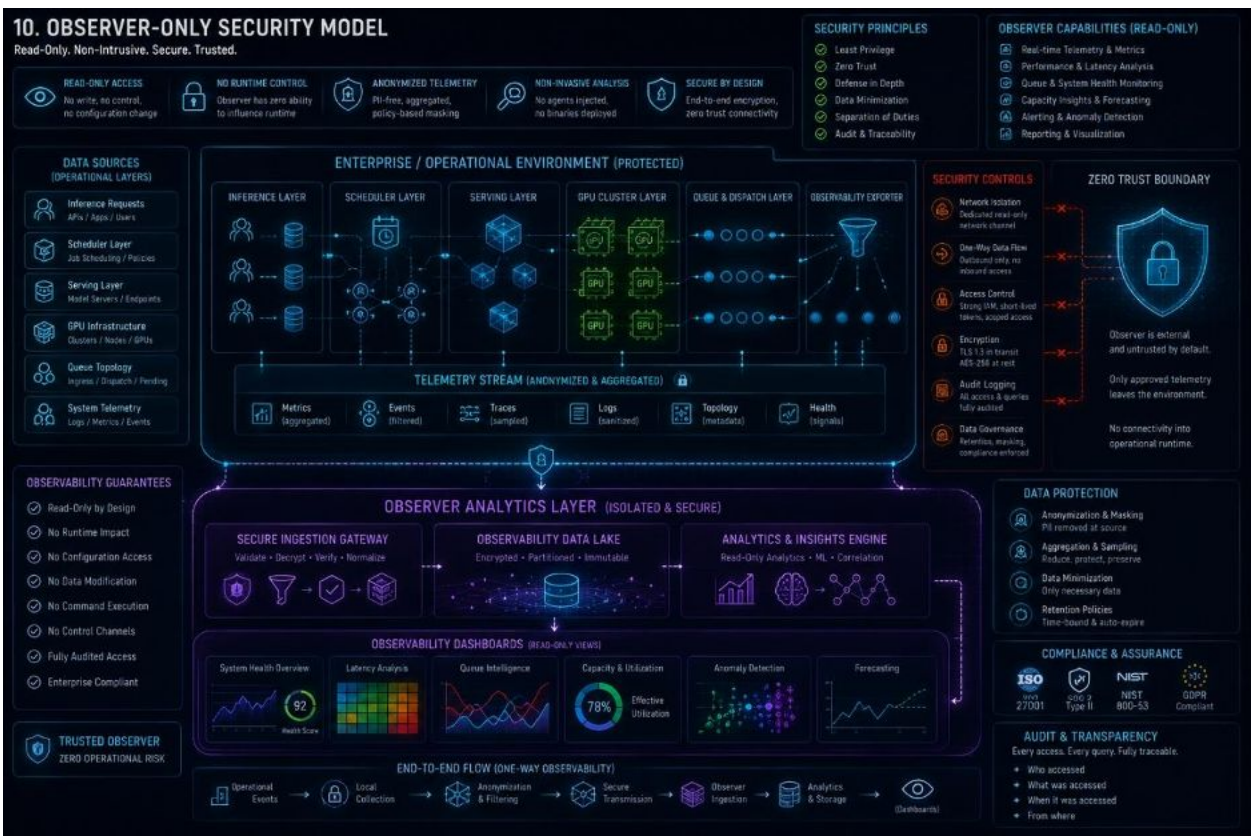 10. OBSERVER-ONLY SECURITY MODEL
Read-Only. Non-Intrusive. Secure. Trusted.
READ-ONLY ACCESS
No write, no control,
no configuration change
NO RUNTIME CONTROL
Observer has zero ability
to influence runtime
ANONYMIZED TELEMETRY
PII-free, aggregated,
policy-based masking
NON-INVASIVE ANALYSIS
No agents injected,
no binaries deployed
SECURE BY DESIGN
End-to-end encryption,
zero trust connectivity
SECURITY PRINCIPLES
Least Privilege
Zero Trust
Defense in Depth
Data Minimization
Separation of Duties
Audit & Traceability
OBSERVER CAPABILITIES (READ-ONLY)
Real-time Telemetry & Metrics
Performance & Latency Analysis
Queue & System Health Monitoring
Capacity Insights & Forecasting
Alerting & Anomaly Detection
Reporting & Visualization
DATA SOURCES
(OPERATIONAL LAYERS)
Inference Requests
APIs / Apps / Users
Scheduler Layer
Job Scheduling / Policies
Serving Layer
Model Servers / Endpoints
GPU Infrastructure
Clusters / Nodes / GPUs
Queue Topology
Ingress / Dispatch / Pending
System Telemetry
Logs / Metrics / Events
ENTERPRISE / OPERATIONAL ENVIRONMENT (PROTECTED)
INFERENCE LAYER
SCHEDULER LAYER
SERVING LAYER
GPU CLUSTER LAYER
GPU GPU
GPU GPU
GPU GPU
QUEUE & DISPATCH LAYER
OBSERVABILITY EXPORTER
TELEMETRY STREAM (ANONYMIZED & AGGREGATED)
Metrics
(aggregated)
Events
(filtered)
Traces
(sampled)
Logs
(sanitized)
Topology
(metadata)
Health
(signals)
SECURITY CONTROLS
Network Isolation
Dedicated read-only
network channel
One-Way Data Flow
Outbound only, no
inbound access
Access Control
Strong IAM, short-lived
tokens, scoped access
Encryption
TLS 1.3 in transit
AES-256 at rest
Audit Logging
All access & queries
fully audited
Data Governance
Retention, masking,
compliance enforced
ZERO TRUST BOUNDARY
Observer is external
and untrusted by default.
Only approved telemetry
leaves the environment.
No connectivity into
operational runtime.
OBSERVABILITY GUARANTEES
Read-Only by Design
No Runtime Impact
No Configuration Access
No Data Modification
No Command Execution
No Control Channels
Fully Audited Access
Enterprise Compliant
TRUSTED OBSERVER
ZERO OPERATIONAL RISK
OBSERVER ANALYTICS LAYER (ISOLATED & SECURE)
SECURE INGESTION GATEWAY
Validate • Decrypt • Verify • Normalize
OBSERVABILITY DATA LAKE
Encrypted • Partitioned • Immutable
ANALYTICS & INSIGHTS ENGINE
Read-Only Analytics • ML • Correlation
OBSERVABILITY DASHBOARDS (READ-ONLY VIEWS)
System Health Overview
92
Health Score
Latency Analysis
Queue Intelligence
Capacity & Utilization
78%
Effective
Utilization
Anomaly Detection
Forecasting
END-TO-END FLOW (ONE-WAY OBSERVABILITY)
Operational
Events
Local
Collection
Anonymization
& Filtering
Secure
Transmission
Observer
Ingestion
Analytics
& Storage
(Dashboards)
DATA PROTECTION
Anonymization & Masking
PII removed at source
Aggregation & Sampling
Reduce, protect, preserve
Data Minimization
Only necessary data
Retention Policies
Time-bound & auto-expire
COMPLIANCE & ASSURANCE
ISO
27001
SOC 2
Type II
NIST
NIST
800-53
GDPR
Compliant
AUDIT & TRANSPARENCY
Every access. Every query. Fully traceable.
Who accessed
What was accessed
When it was accessed
From where